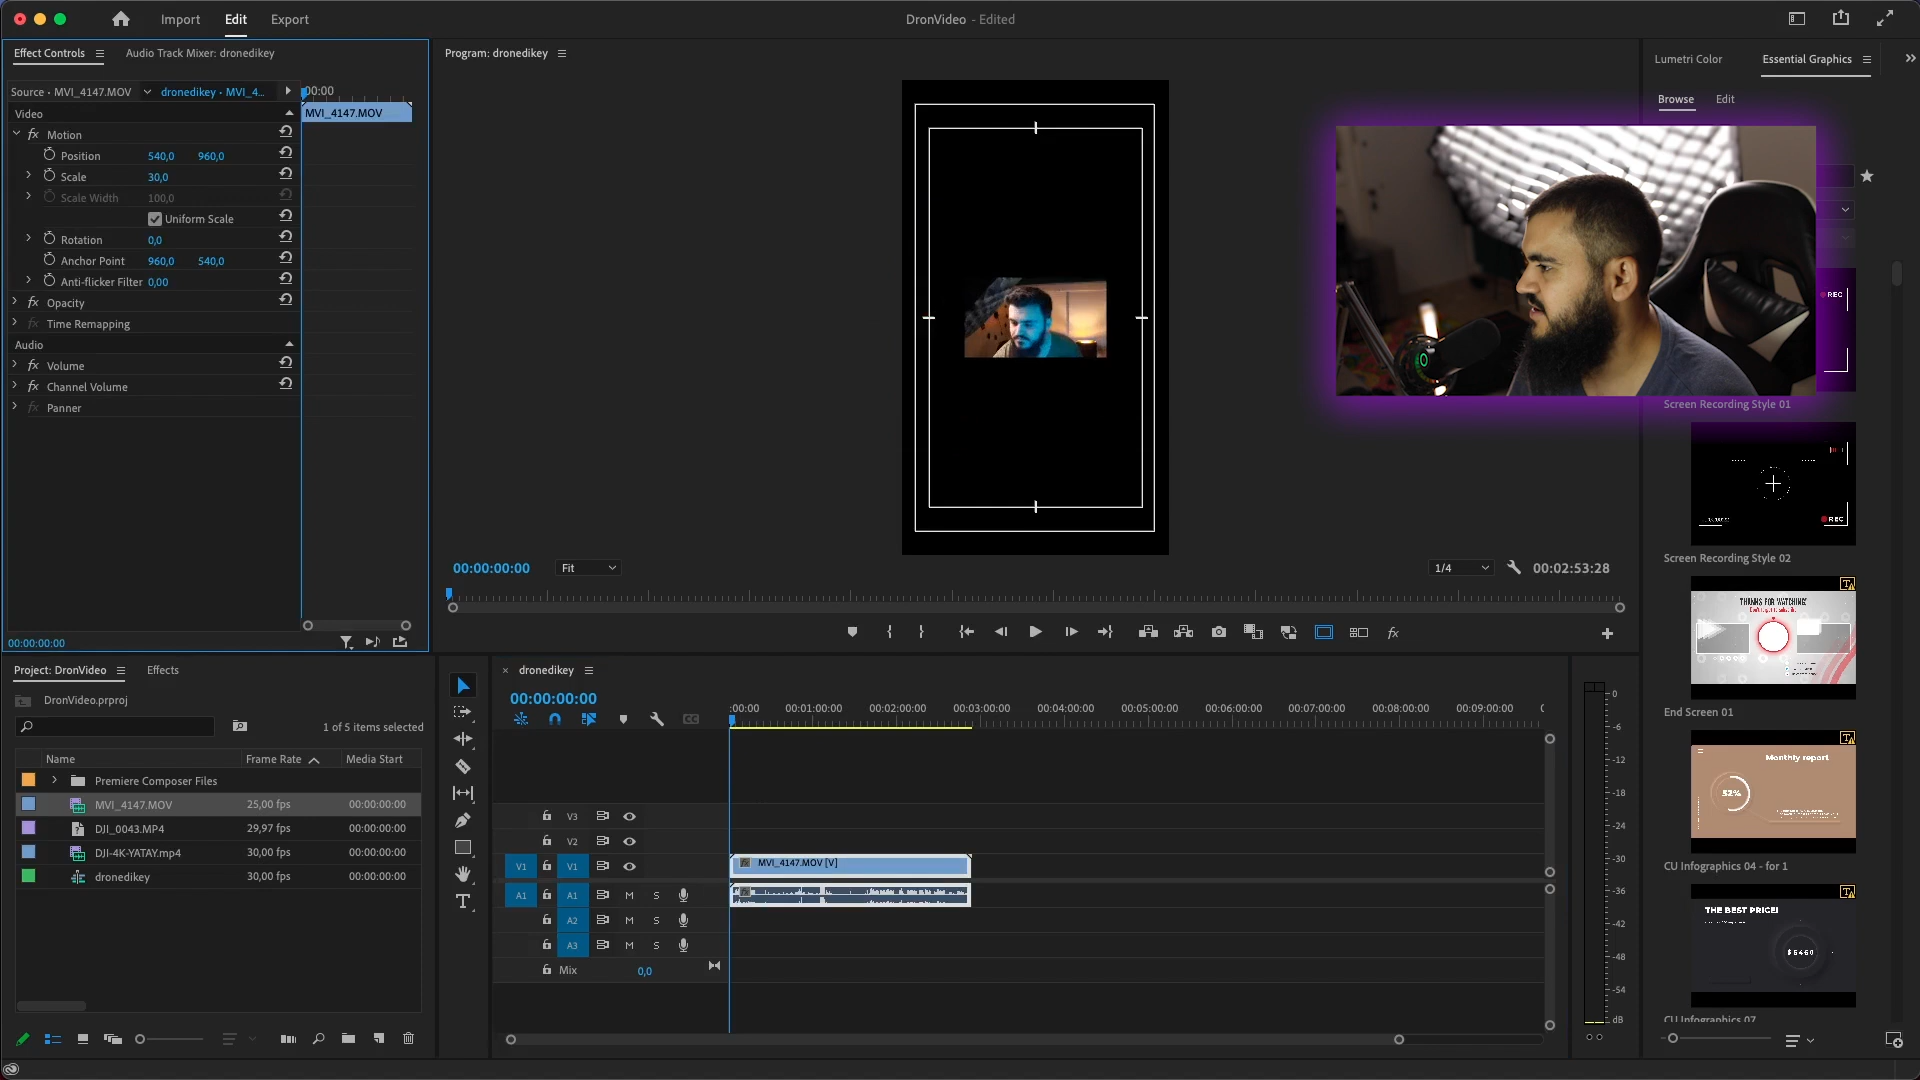 Import
Edit
Export
DronVideo - Edited
Effect Controls
Audio Track Mixer: dronedikey
Source · MVI_4147.MOV
dronedikey · MVI_4...
00:00
Video
MVI_4147.MOV
fx Motion
Position 540,0 960,0
Scale 30,0
Scale Width 100,0
Uniform Scale
Rotation 0,0
Anchor Point 960,0 540,0
Anti-flicker Filter 0,00
fx Opacity
fx Time Remapping
Audio
fx Volume
fx Channel Volume
fx Panner
00:00:00:00
Program: dronedikey
00:00:00:00
Fit
1/4
00:02:53:28
fx
Lumetri Color
Essential Graphics
Browse
Edit
REC
Screen Recording Style 01
REC
Screen Recording Style 02
THANKS FOR WATCHING!
End Screen 01
Monthly report
52%
CU Infographics 04 - for 1
THE BEST PRICE!
$5460
CU Infographics 07
Project: DronVideo
Effects
DronVideo.prproj
1 of 5 items selected
Name Frame Rate Media Start
Premiere Composer Files
MVI_4147.MOV 25,00 fps 00:00:00:00
DJI_0043.MP4 29,97 fps 00:00:00:00
DJI-4K-YATAY.mp4 30,00 fps 00:00:00:00
dronedikey 30,00 fps 00:00:00:00
T
× dronedikey
00:00:00:00
CC
:00:00 00:01:00:00 00:02:00:00 00:03:00:00 00:04:00:00 00:05:00:00 00:06:00:00 00:07:00:00 00:08:00:00 00:09:00:00
V3
V2
V1 V1 MVI_4147.MOV [V]
A1 A1 M S
A2 M S
A3 M S
Mix 0,0
0
-6
-12
-18
-24
-30
-36
-42
-48
-54
dB